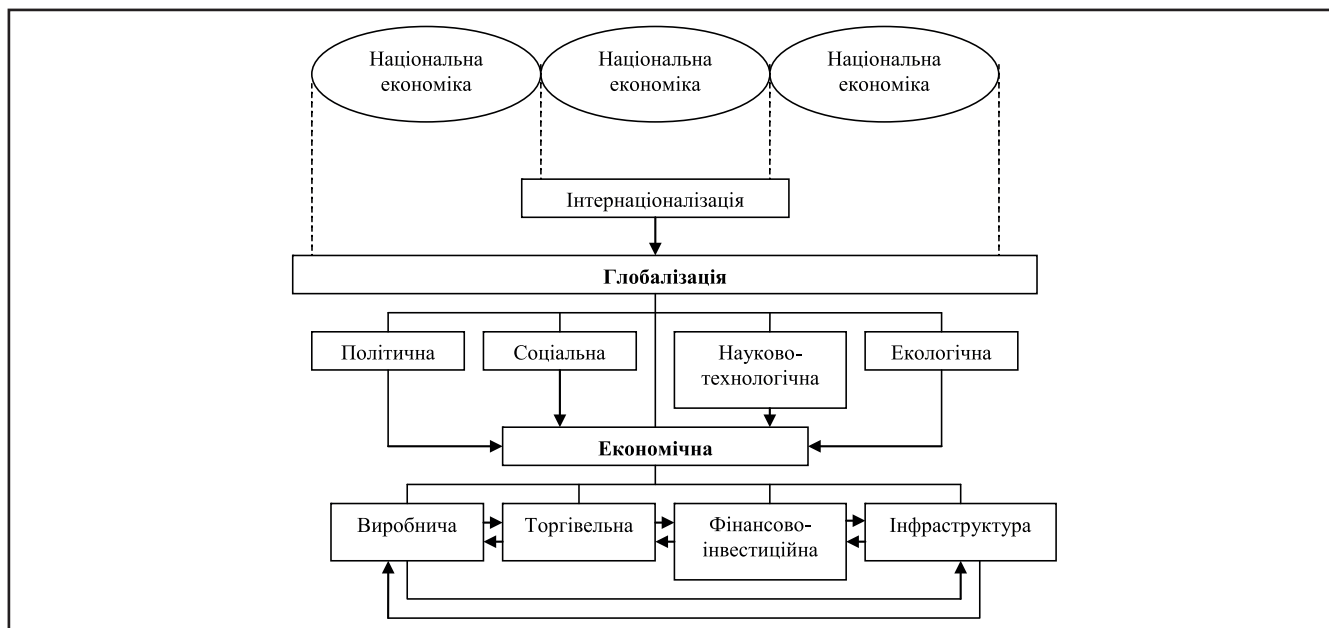 Національна
економіка
Національна
економіка
Національна
економіка
Інтернаціоналізація
Глобалізація
Політична
Соціальна
Науково-
технологічна
Екологічна
Економічна
Виробнича
Торгівельна
Фінансово-
інвестиційна
Інфраструктура